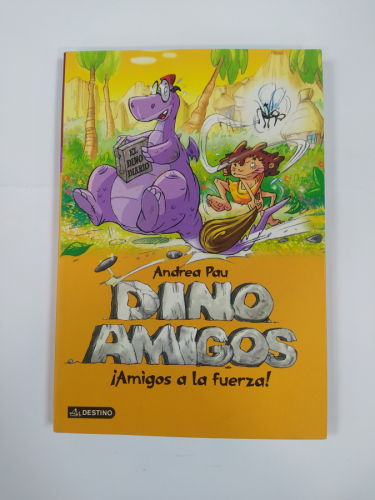 EL DINO
DIARIO
Andrea Pau
DINO
AMIGOS
¡Amigos a la fuerza!
DESTINO